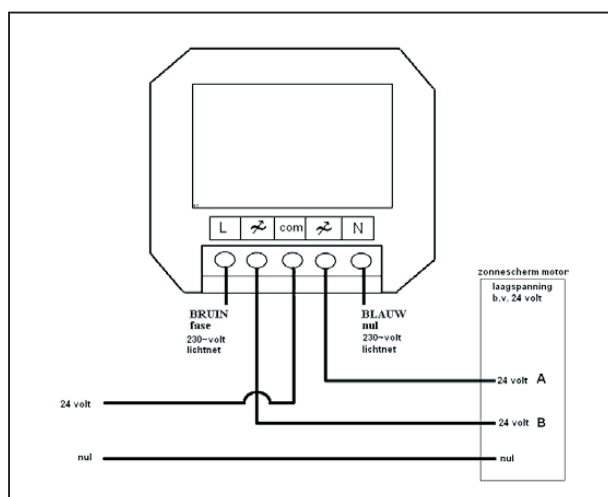 L com N
BRUIN
fase
230~volt
lichtnet
BLAUW
nul
230~volt
lichtnet
zonnescherm motor
laagspanning
b.v. 24 volt
24 volt A
24 volt
24 volt B
nul
nul